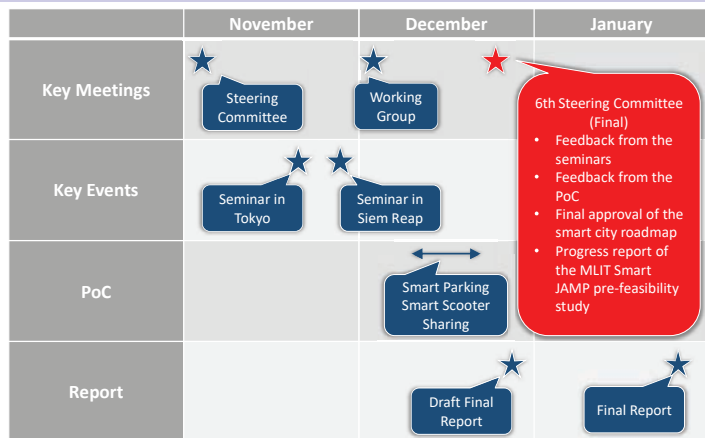 November December January
Key Meetings
Steering
Committee
Working
Group
6th Steering Committee
(Final)
• Feedback from the
seminars
• Feedback from the
PoC
• Final approval of the
smart city roadmap
• Progress report of
the MLIT Smart
JAMP pre-feasibility
study
Key Events
Seminar in
Tokyo
Seminar in
Siem Reap
PoC
Smart Parking
Smart Scooter
Sharing
Report
Draft Final
Report
Final Report